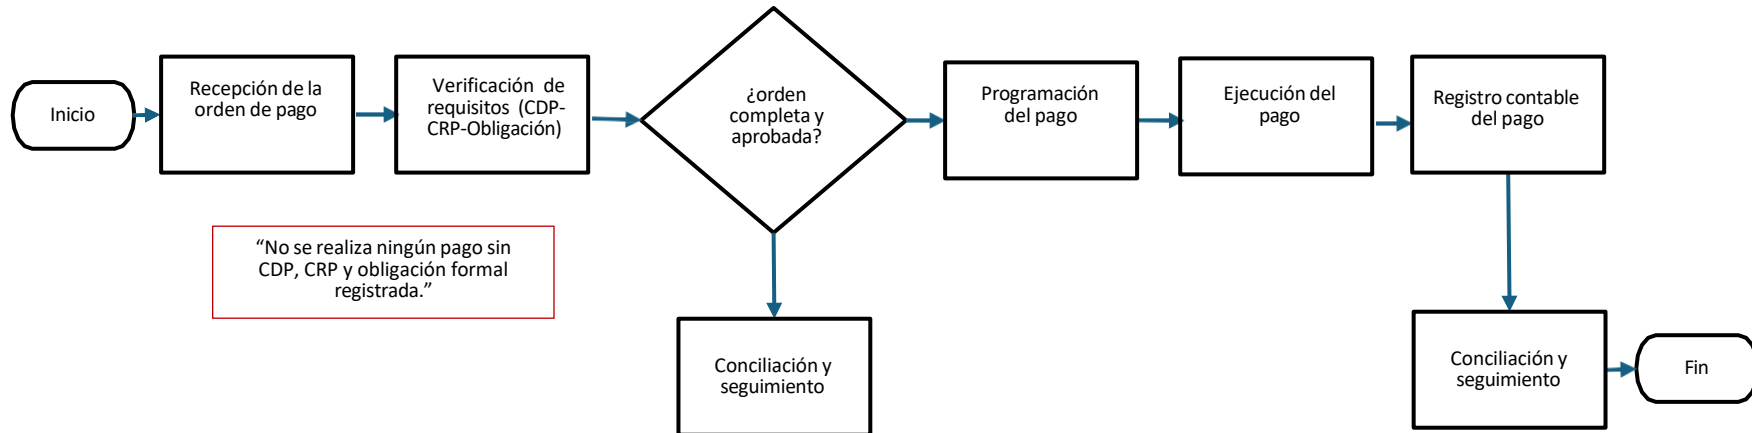 Inicio
Recepción de la
orden de pago
Verificación de
requisitos (CDP-
CRP-Obligación)
¿orden
completa y
aprobada?
Programación
del pago
Ejecución del
pago
Registro contable
del pago
“No se realiza ningún pago sin
CDP, CRP y obligación formal
registrada.”
Conciliación y
seguimiento
Conciliación y
seguimiento
Fin